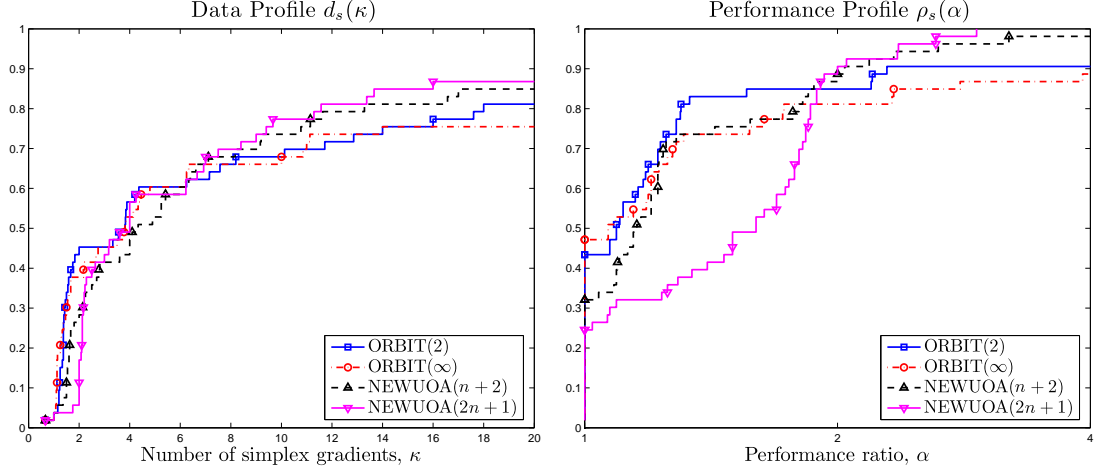 Data Profile d_s(κ)
1
0.9
0.8
0.7
0.6
0.5
0.4
0.3
0.2
0.1
0
ORBIT(2)
ORBIT(∞)
NEWUOA(n + 2)
NEWUOA(2n + 1)
0 2 4 6 8 10 12 14 16 18 20
Number of simplex gradients, κ
Performance Profile ρ_s(α)
1
0.9
0.8
0.7
0.6
0.5
0.4
0.3
0.2
0.1
0
ORBIT(2)
ORBIT(∞)
NEWUOA(n + 2)
NEWUOA(2n + 1)
1 2 4
Performance ratio, α